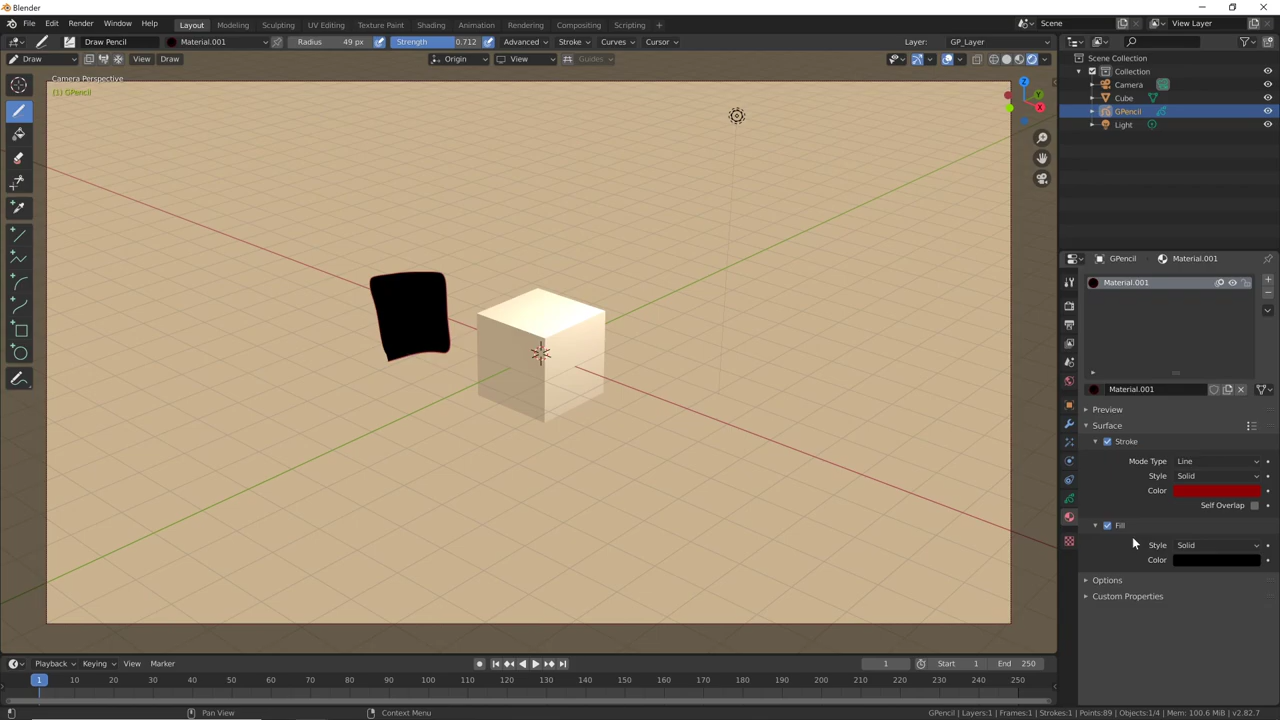 Blender
File Edit Render Window Help Layout Modeling Sculpting UV Editing Texture Paint Shading Animation Rendering Compositing Scripting + Scene View Layer
Draw Pencil Material.001 Radius 49 px Strength 0.712 Advanced Stroke Curves Cursor Layer: GP_Layer
Draw View Draw Origin View Guides
Camera Perspective
(1) GPencil
Z
Y
X
Scene Collection
Collection
Camera
Cube
GPencil
Light
GPencil Material.001
Material.001
Material.001
Preview
Surface
Stroke
Mode Type Line
Style Solid
Color
Self Overlap
Fill
Style Solid
Color
Options
Custom Properties
Playback Keying View Marker 1 Start 1 End 250
1 10 20 30 40 50 60 70 80 90 100 110 120 130 140 150 160 170 180 190 200 210 220 230 240 250
Pan View Context Menu GPencil | Layers:1 | Frames:1 | Strokes:1 | Points:89 | Objects:1/4 | Mem: 100.6 MiB | v2.82.7